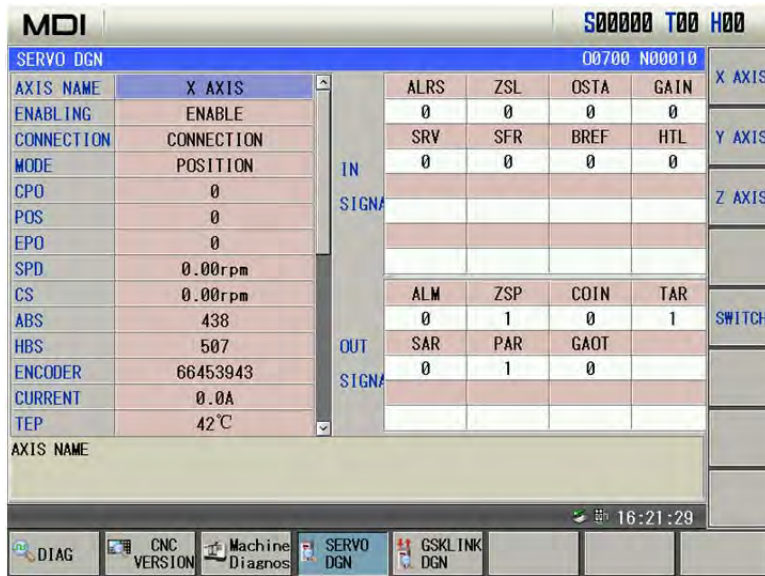 MDI S00000 T00 H00
SERVO DGN O0700 N00010
AXIS NAME X AXIS
ENABLING ENABLE
CONNECTION CONNECTION
MODE POSITION
CPO 0
POS 0
EPO 0
SPD 0.00rpm
CS 0.00rpm
ABS 438
HBS 507
ENCODER 66453943
CURRENT 0.0A
TEP 42℃
IN
SIGNA
ALRS ZSL OSTA GAIN
0 0 0 0
SRV SFR BREF HTL
0 0 0 0
OUT
SIGNA
ALM ZSP COIN TAR
0 1 0 1
SAR PAR GAOT
0 1 0
X AXIS
Y AXIS
Z AXIS
SWITCH
AXIS NAME
16:21:29
DIAG
CNC
VERSION
Machine
Diagnos
SERVO
DGN
GSKLINK
DGN